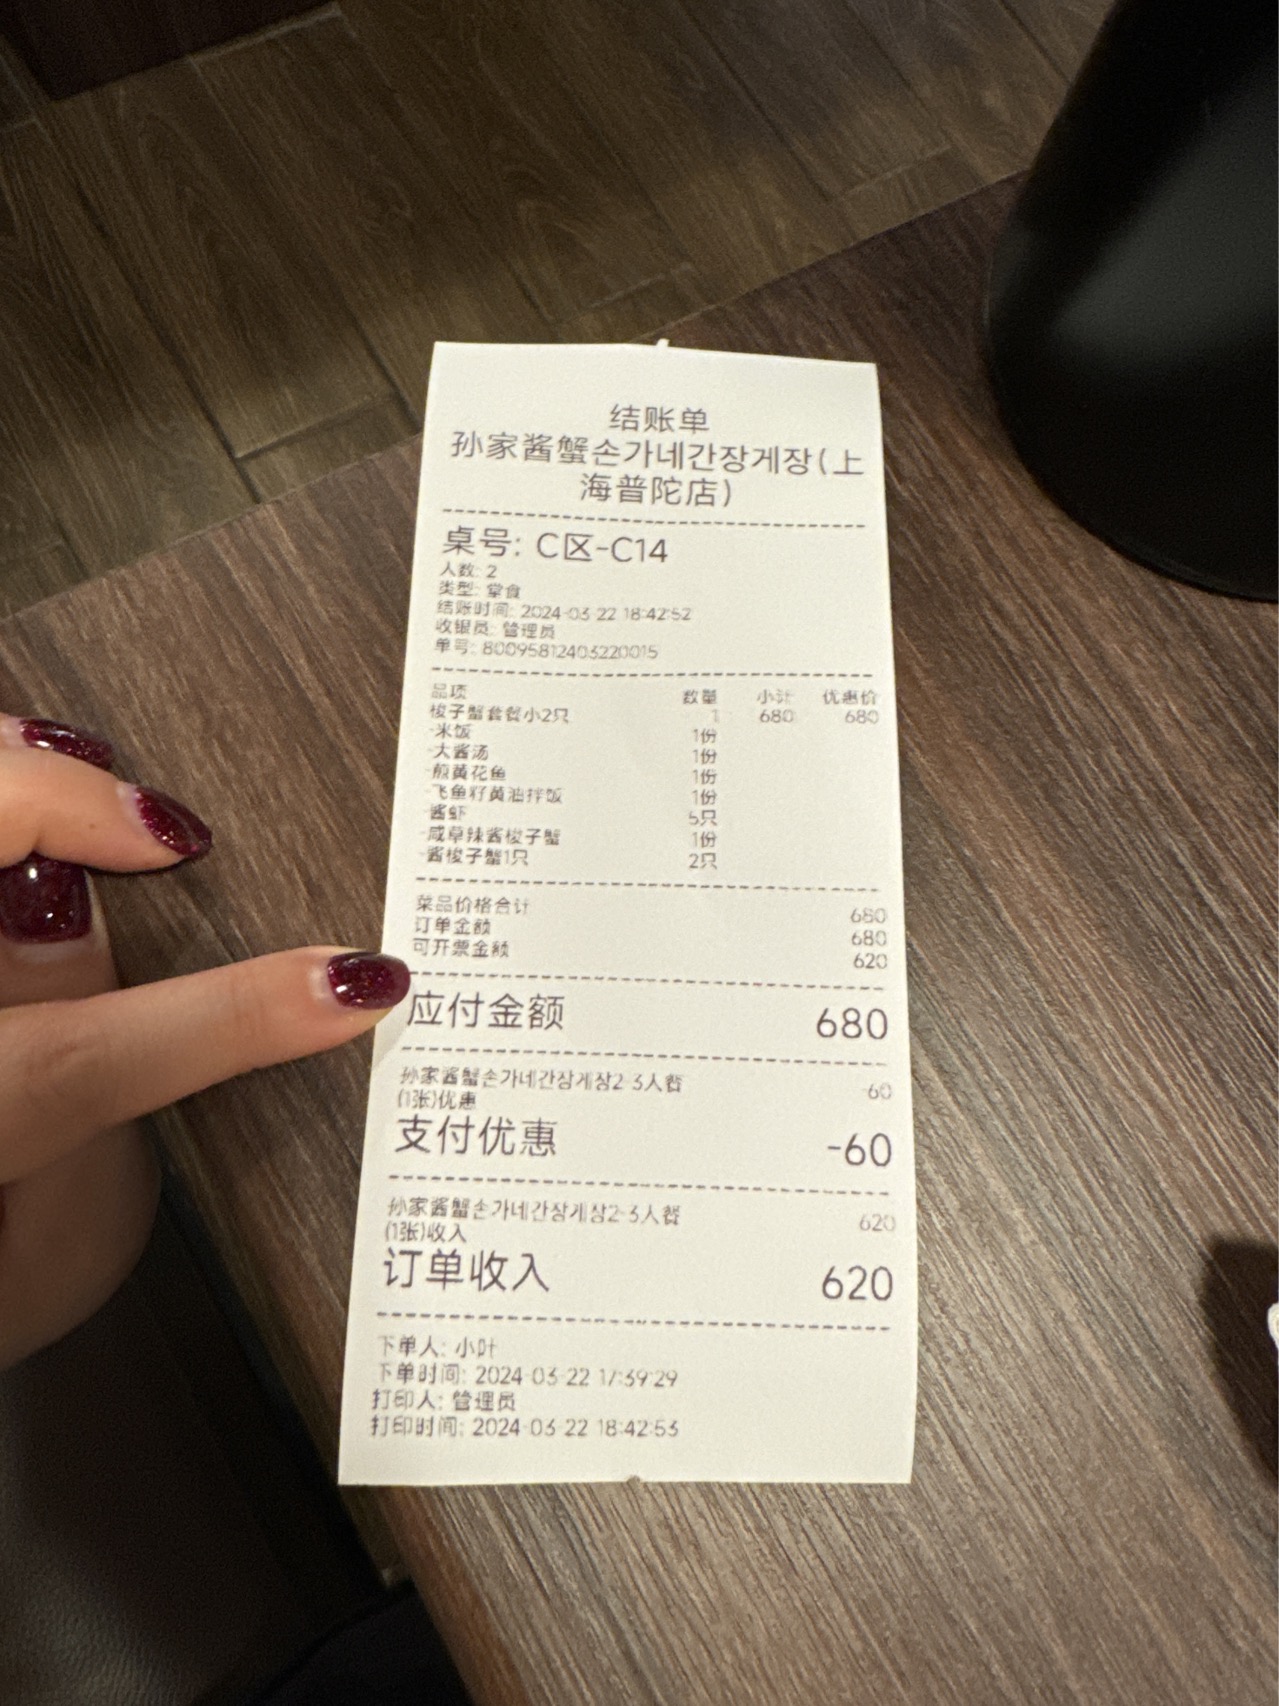 结账单
孙家酱蟹손가네간장게장(上
海普陀店)
桌号: C区-C14
人数: 2
类型: 堂食
结账时间: 2024-03-22 18:42:52
收银员: 管理员
单号: 80095812403220015
品项 数量 小计 优惠价
梭子蟹套餐小2只 1 680 680
-米饭 1份
-大酱汤 1份
-煎黄花鱼 1份
-飞鱼籽黄油拌饭 1份
-酱虾 5只
-咸草辣酱梭子蟹 1份
-酱梭子蟹1只 2只
菜品价格合计 680
订单金额 680
可开票金额 620
应付金额 680
孙家酱蟹손가네간장게장2-3人餐 -60
(1张)优惠
支付优惠 -60
孙家酱蟹손가네간장게장2-3人餐 620
(1张)收入
订单收入 620
下单人: 小叶
下单时间: 2024-03-22 17:39:29
打印人: 管理员
打印时间: 2024-03-22 18:42:53